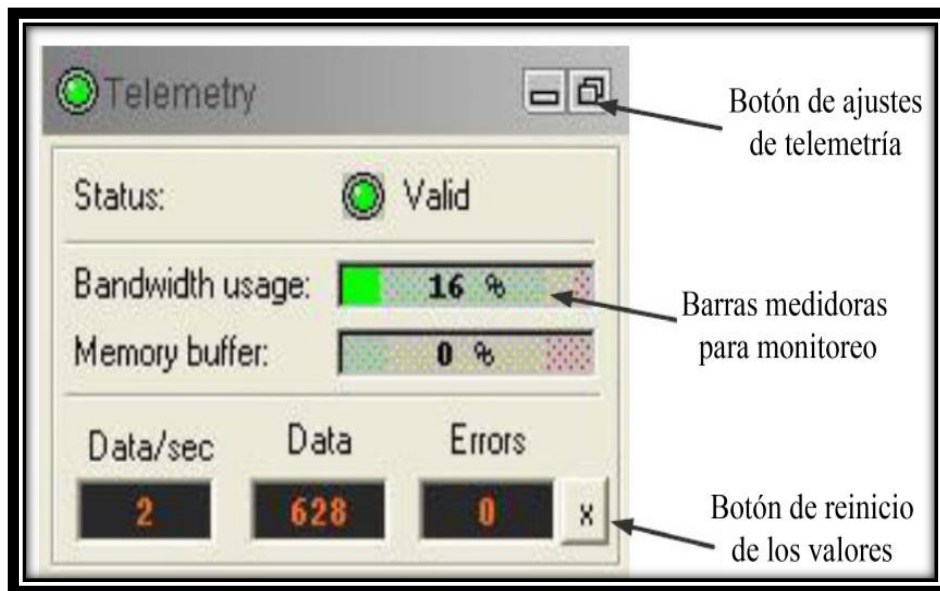 Telemetry
Botón de ajustes
de telemetría
Status: Valid
Bandwidth usage: 16 %
Barras medidoras
para monitoreo
Memory buffer: 0 %
Data/sec Data Errors
2 628 0 x
Botón de reinicio
de los valores